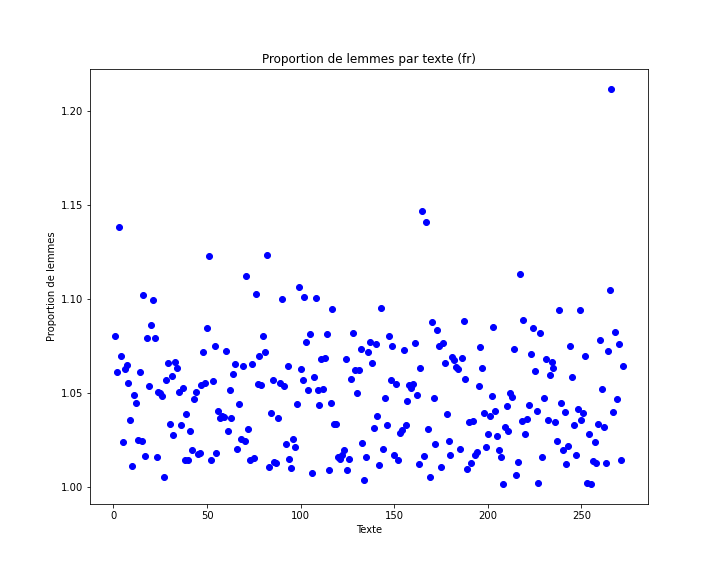 Proportion de lemmes par texte (fr)
Proportion de lemmes
1.20
1.15
1.10
1.05
1.00
0 50 100 150 200 250
Texte